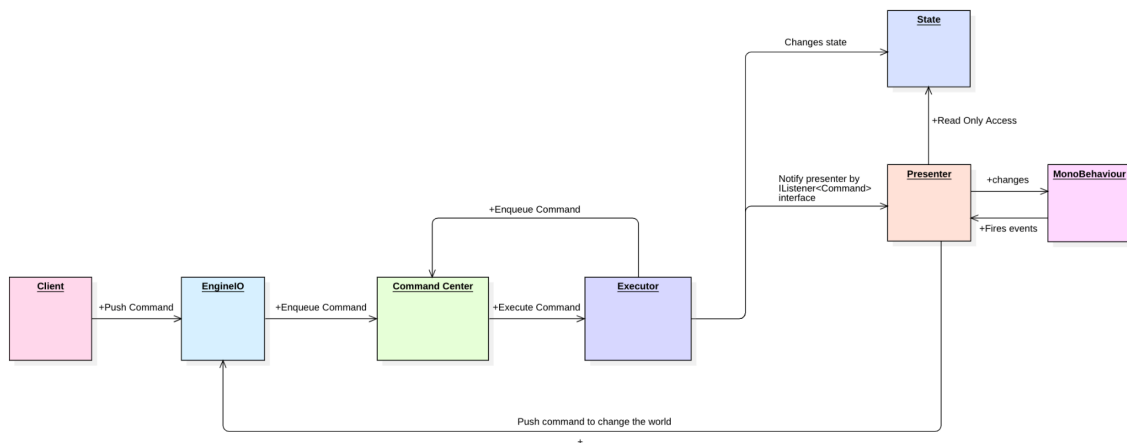 State
Changes state
+Read Only Access
Presenter
MonoBehaviour
Notify presenter by
IListener<Command>
interface
+changes
+Fires events
+Enqueue Command
Client
EngineIO
Command Center
Executor
+Push Command
+Enqueue Command
+Execute Command
Push command to change the world
+